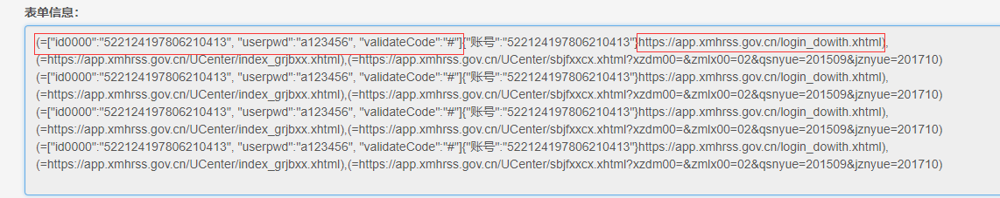 表单信息：
(=["id0000":"522124197806210413", "userpwd":"a123456", "validateCode":"#"]{"账号":"522124197806210413"}https://app.xmhrss.gov.cn/login_dowith.xhtml),
(=https://app.xmhrss.gov.cn/UCenter/index_grjbxx.xhtml),(=https://app.xmhrss.gov.cn/UCenter/sbjfxxcx.xhtml?xzdm00=&zmlx00=02&qsnyue=201509&jznyue=201710)
(=["id0000":"522124197806210413", "userpwd":"a123456", "validateCode":"#"]{"账号":"522124197806210413"}https://app.xmhrss.gov.cn/login_dowith.xhtml),
(=https://app.xmhrss.gov.cn/UCenter/index_grjbxx.xhtml),(=https://app.xmhrss.gov.cn/UCenter/sbjfxxcx.xhtml?xzdm00=&zmlx00=02&qsnyue=201509&jznyue=201710)
(=["id0000":"522124197806210413", "userpwd":"a123456", "validateCode":"#"]{"账号":"522124197806210413"}https://app.xmhrss.gov.cn/login_dowith.xhtml),
(=https://app.xmhrss.gov.cn/UCenter/index_grjbxx.xhtml),(=https://app.xmhrss.gov.cn/UCenter/sbjfxxcx.xhtml?xzdm00=&zmlx00=02&qsnyue=201509&jznyue=201710)
(=["id0000":"522124197806210413", "userpwd":"a123456", "validateCode":"#"]{"账号":"522124197806210413"}https://app.xmhrss.gov.cn/login_dowith.xhtml),
(=https://app.xmhrss.gov.cn/UCenter/index_grjbxx.xhtml),(=https://app.xmhrss.gov.cn/UCenter/sbjfxxcx.xhtml?xzdm00=&zmlx00=02&qsnyue=201509&jznyue=201710)